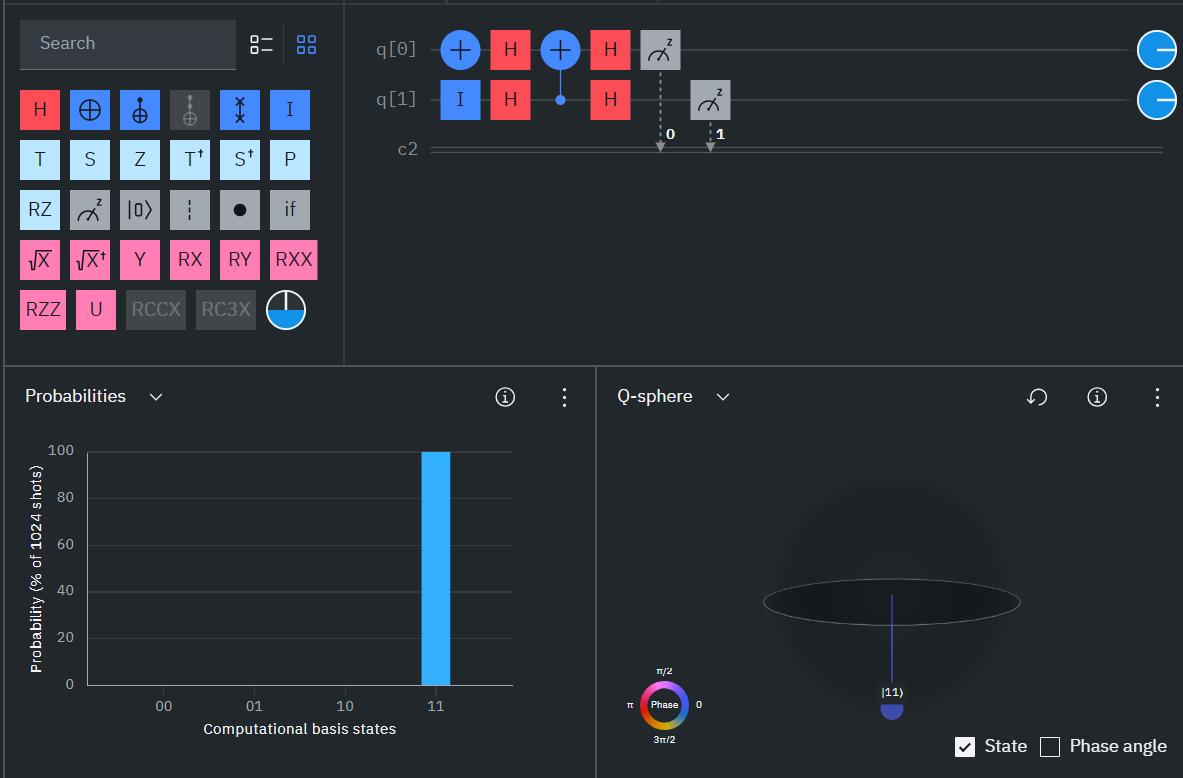 Search
H I
T S Z T† S† P
RZ z |0⟩ if
√X √X† Y RX RY RXX
RZZ U RCCX RC3X
q[0] H H z
q[1] I H H z
0 1
c2
Probabilities
Probability (% of 1024 shots)
100
80
60
40
20
0
00 01 10 11
Computational basis states
Q-sphere
|11⟩
π/2
π Phase 0
3π/2
State Phase angle